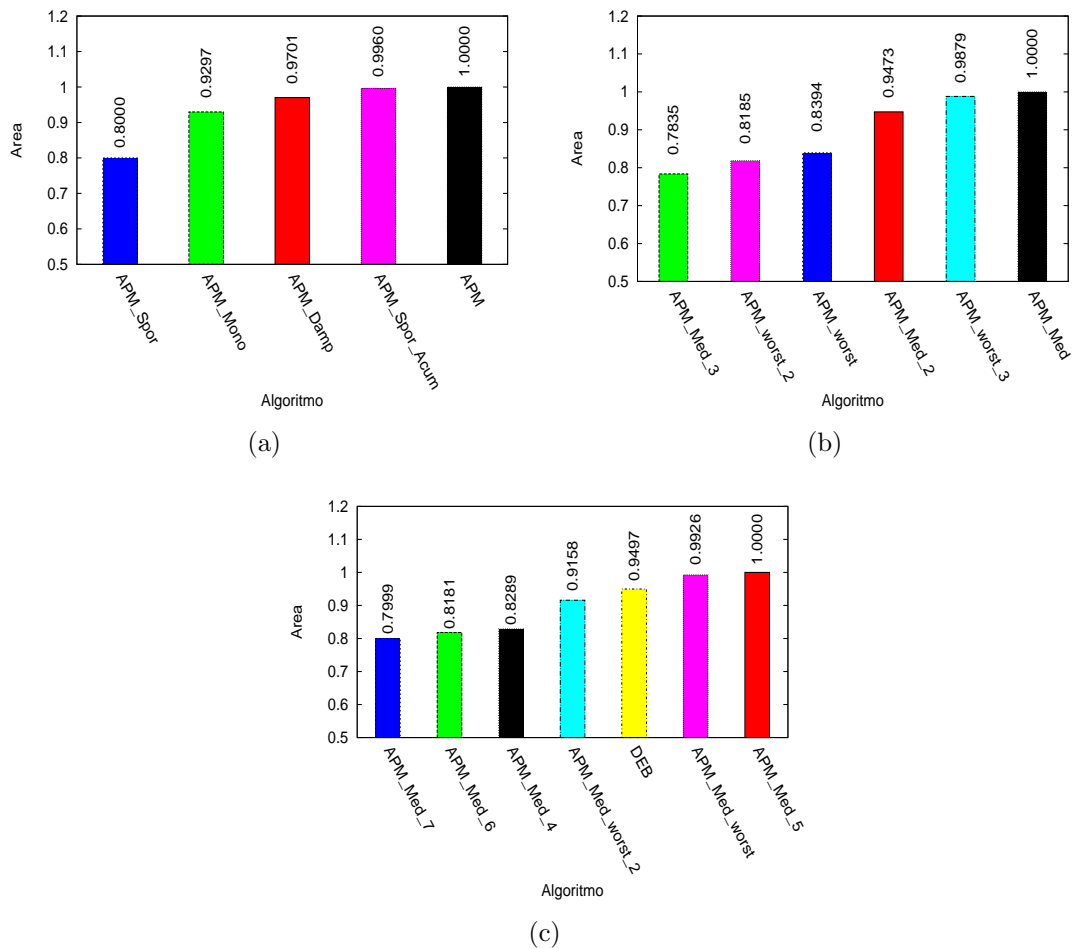 1.2
1.1
1
0.9
0.8
0.7
0.6
0.5
Area
0.8000
0.9297
0.9701
0.9960
1.0000
APM_Spor
APM_Mono
APM_Damp
APM_Spor_Acum
APM
Algoritmo
(a)
1.2
1.1
1
0.9
0.8
0.7
0.6
0.5
Area
0.7835
0.8185
0.8394
0.9473
0.9879
1.0000
APM_Med_3
APM_worst_2
APM_worst
APM_Med_2
APM_worst_3
APM_Med
Algoritmo
(b)
1.2
1.1
1
0.9
0.8
0.7
0.6
0.5
Area
0.7999
0.8181
0.8289
0.9158
0.9497
0.9926
1.0000
APM_Med_7
APM_Med_6
APM_Med_4
APM_Med_worst_2
DEB
APM_Med_worst
APM_Med_5
Algoritmo
(c)